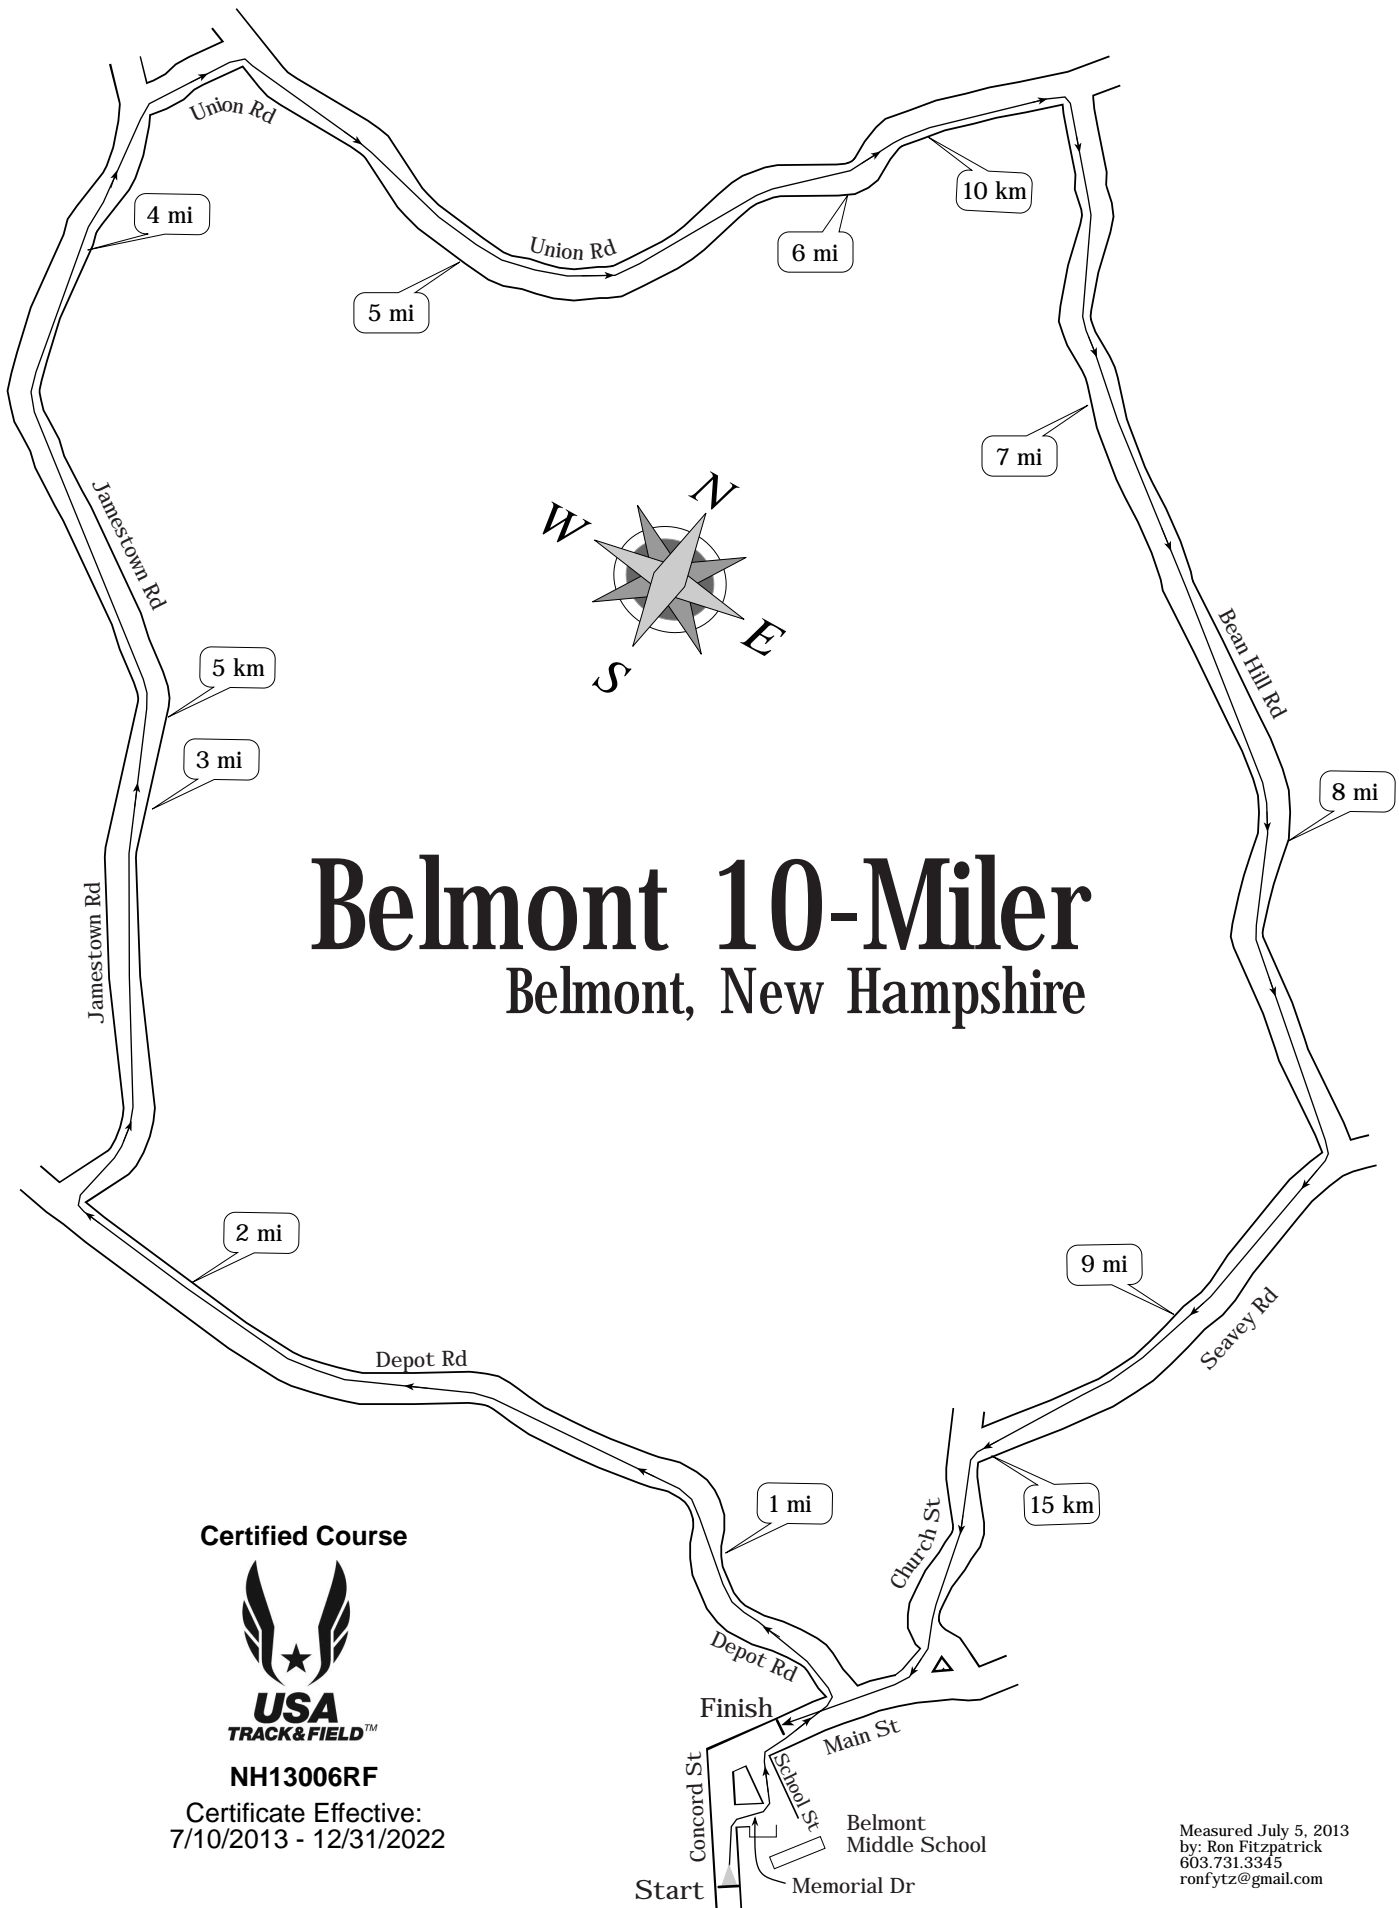 Union Rd
4 mi
10 km
Union Rd
6 mi
5 mi
7 mi
N
W
E
S
Jamestown Rd
Bean Hill Rd
5 km
3 mi
8 mi
Belmont 10-Miler
Belmont, New Hampshire
Jamestown Rd
2 mi
9 mi
Seavey Rd
Depot Rd
1 mi
15 km
Church St
Certified Course
USA
TRACK&FIELD™
NH13006RF
Certificate Effective:
7/10/2013 - 12/31/2022
Depot Rd
Finish
Main St
Concord St
School St
Belmont
Middle School
Memorial Dr
Start
Measured July 5, 2013
by: Ron Fitzpatrick
603.731.3345
ronfytz@gmail.com